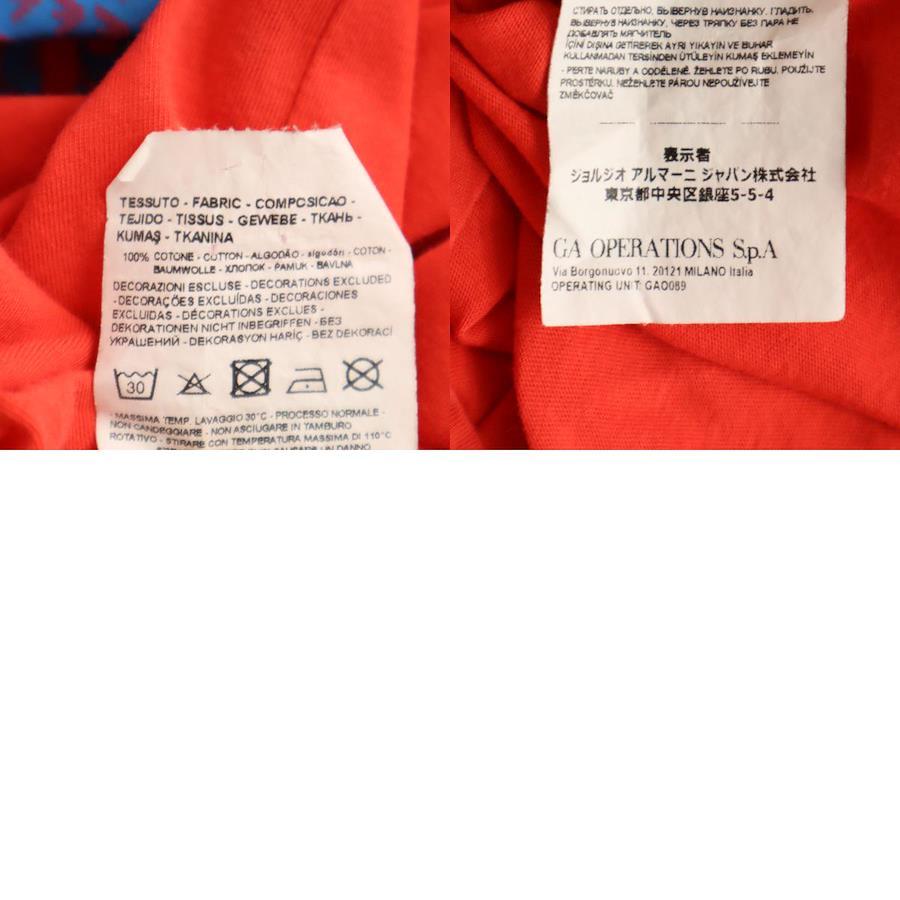 TESSUTO - FABRIC - COMPOSICAO -
TEJIDO - TISSUS - GEWEBE - ТКАНЬ -
KUMAŞ - TKANINA
100% COTONE - COTTON - ALGODÃO - algodón - COTON -
BAUMWOLLE - ХЛОПОК - PAMUK - BAVLNA
DECORAZIONI ESCLUSE - DECORATIONS EXCLUDED
- DECORAÇÕES EXCLUÍDAS - DECORACIONES
EXCLUIDAS - DÉCORATIONS EXCLUES -
DEKORATIONEN NICHT INBEGRIFFEN - БЕЗ
УКРАШЕНИЙ - DEKORASYON HARİÇ - BEZ DEKORACÍ
30
- MASSIMA TEMP. LAVAGGIO 30°C - PROCESSO NORMALE -
NON CANDEGGIARE - NON ASCIUGARE IN TAMBURO
ROTATIVO - STIRARE CON TEMPERATURA MASSIMA DI 110°C
СТИРАТЬ ОТДЕЛЬНО, ВЫВЕРНУВ НАИЗНАНКУ. ГЛАДИТЬ,
ВЫВЕРНУВ НАИЗНАНКУ, ЧЕРЕЗ ТРЯПКУ БЕЗ ПАРА НЕ
ДОБАВЛЯТЬ МЯГЧИТЕЛЬ
İÇİNİ DIŞINA GETİREREK AYRI YIKAYIN VE BUHAR
KULLANMADAN TERSİNDEN ÜTÜLEYİN KUMAŞ EKLEMEYİN
- PERTE NARUBY A ODDĚLENĚ. ŽEHLETE PO RUBU. POUŽIJTE
PROSTĚRKU. NEŽEHLETE PÁROU NEPOUŽÍVEJTE
ZMĚKČOVAČ
表示者
ジョルジオ アルマーニ ジャパン株式会社
東京都中央区銀座5-5-4
GA OPERATIONS S.p.A
Via Borgonuovo 11. 20121 MILANO Italia
OPERATING UNIT: GAO089